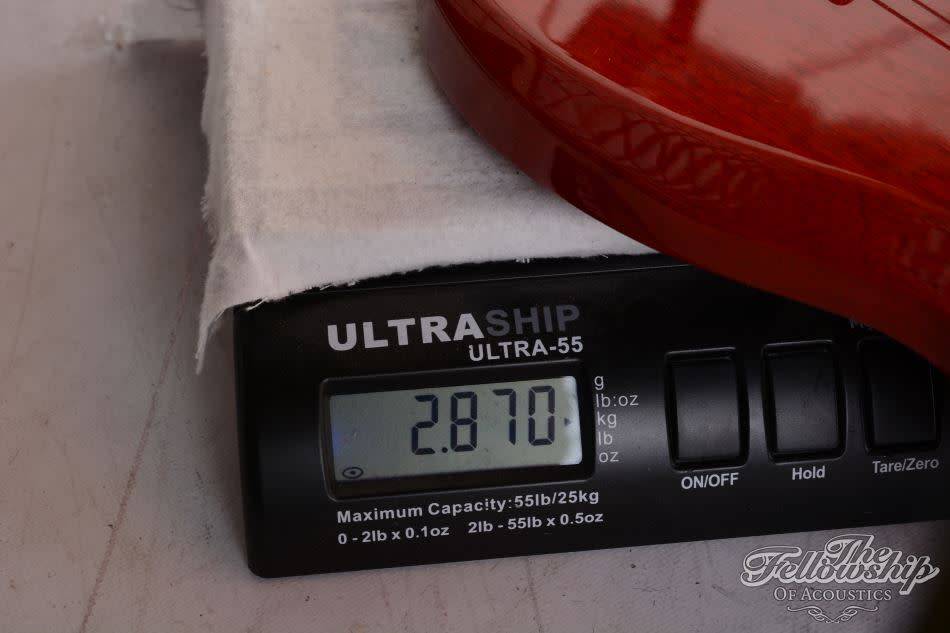 ULTRASHIP
ULTRA-55
2.870
g
lb:oz
kg
lb
oz
ON/OFF
Hold
Tare/Zero
Maximum Capacity:55lb/25kg
0 - 2lb x 0.1oz 2lb - 55lb x 0.5oz
The
Fellowship
OF ACOUSTICS